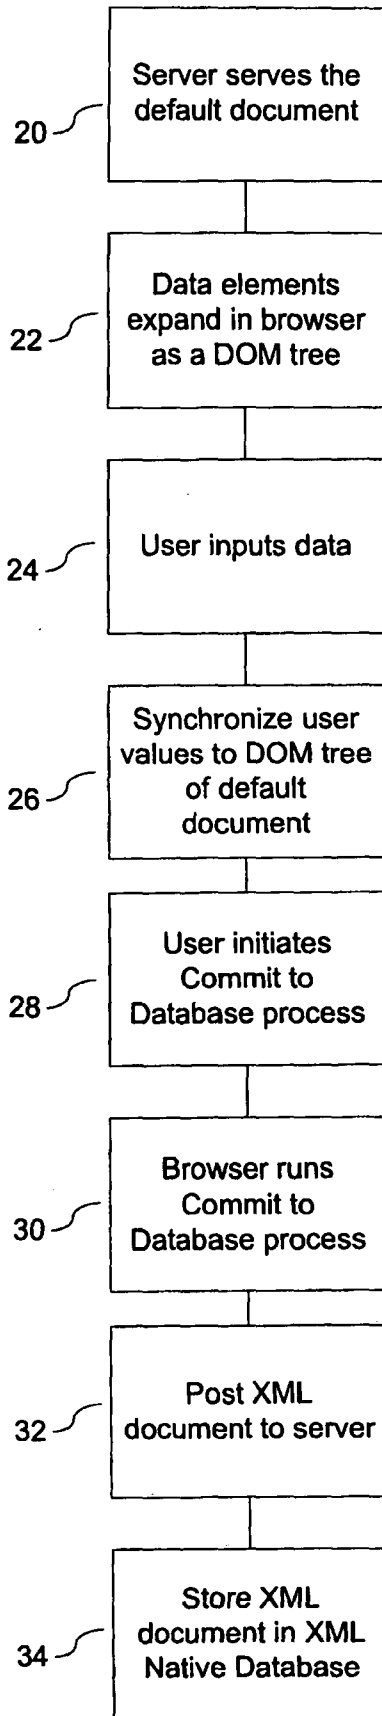 Server serves the
default document
20
Data elements
expand in browser
as a DOM tree
22
User inputs data
24
Synchronize user
values to DOM tree
of default
document
26
User initiates
Commit to
Database process
28
Browser runs
Commit to
Database process
30
Post XML
document to server
32
Store XML
document in XML
Native Database
34